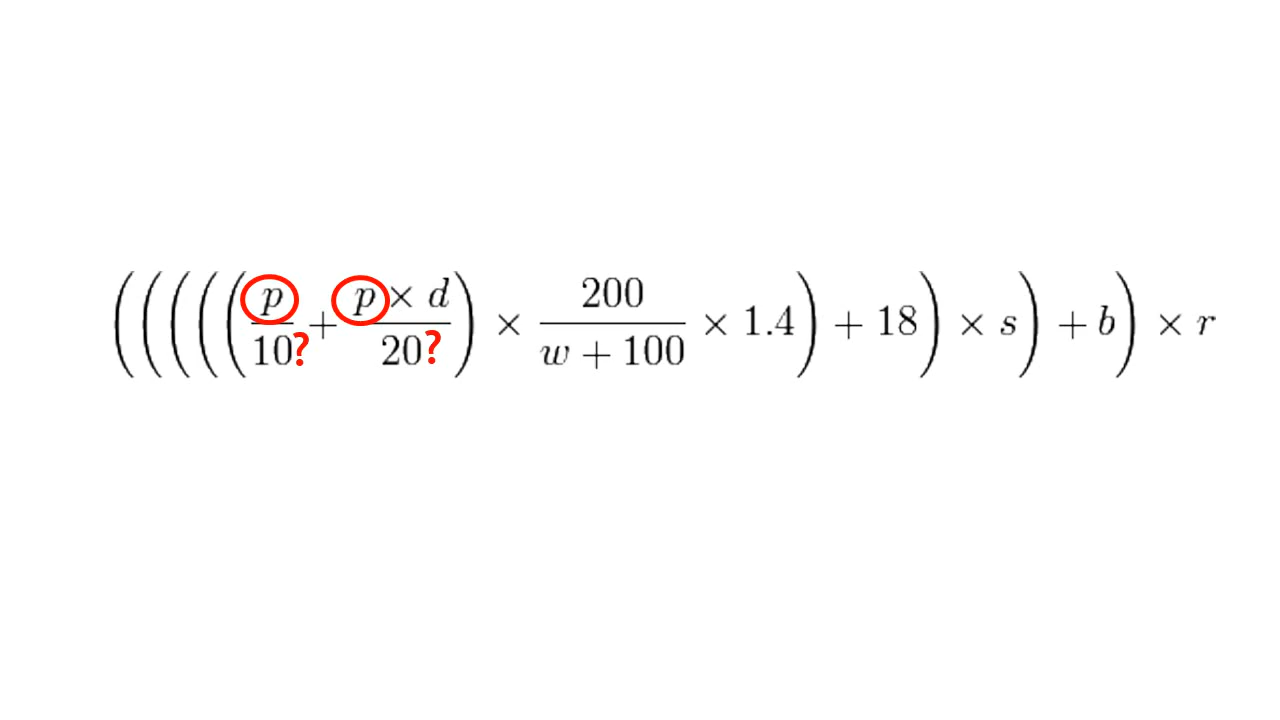 (((((p/10? + p × d/20?) × 200/w + 100 × 1.4) + 18) × s) + b) × r